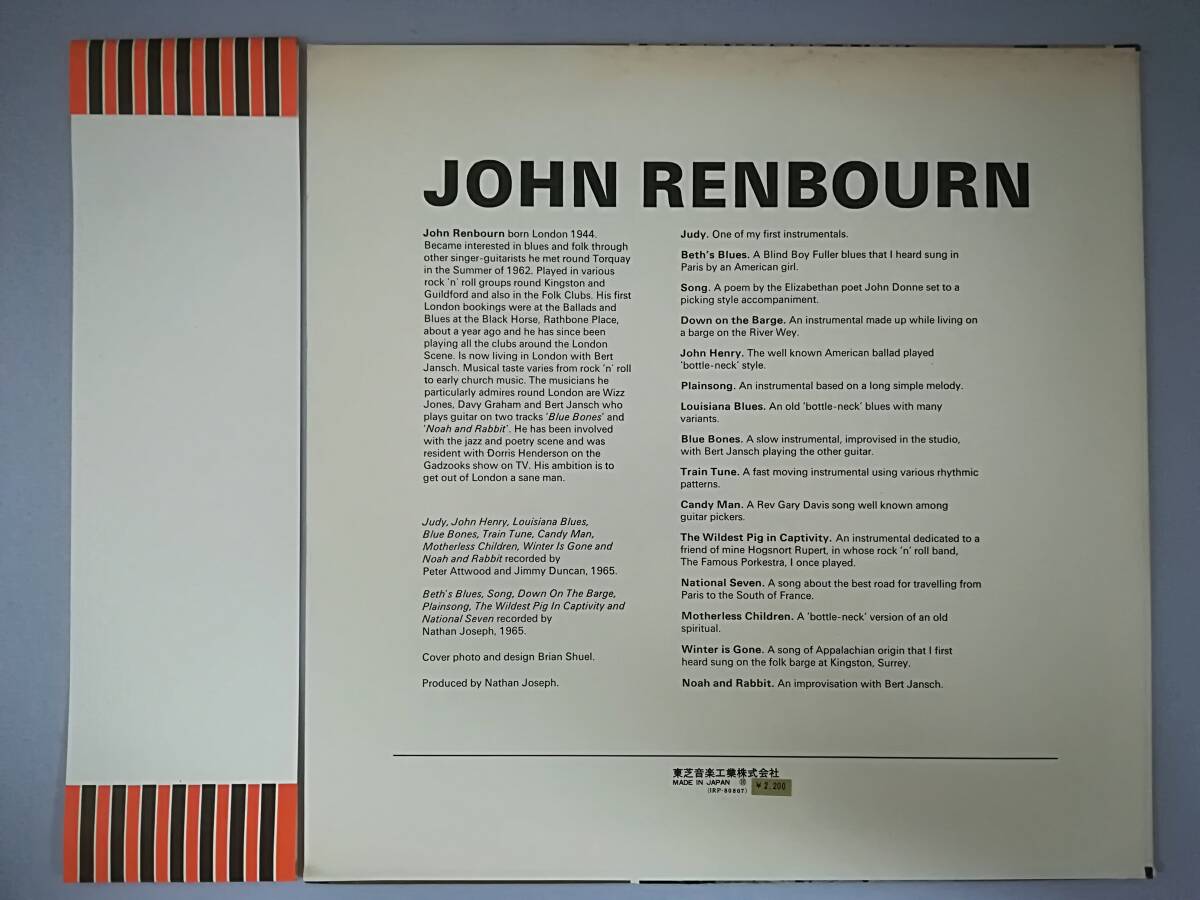 JOHN RENBOURN
John Renbourn born London 1944.
Became interested in blues and folk through
other singer-guitarists he met round Torquay
in the Summer of 1962. Played in various
rock 'n' roll groups round Kingston and
Guildford and also in the Folk Clubs. His first
London bookings were at the Ballads and
Blues at the Black Horse, Rathbone Place,
about a year ago and he has since been
playing all the clubs around the London
Scene. Is now living in London with Bert
Jansch. Musical taste varies from rock 'n' roll
to early church music. The musicians he
particularly admires round London are Wizz
Jones, Davy Graham and Bert Jansch who
plays guitar on two tracks 'Blue Bones' and
'Noah and Rabbit'. He has been involved
with the jazz and poetry scene and was
resident with Dorris Henderson on the
Gadzooks show on TV. His ambition is to
get out of London a sane man.
Judy, John Henry, Louisiana Blues,
Blue Bones, Train Tune, Candy Man,
Motherless Children, Winter Is Gone and
Noah and Rabbit recorded by
Peter Attwood and Jimmy Duncan, 1965.
Beth's Blues, Song, Down On The Barge,
Plainsong, The Wildest Pig In Captivity and
National Seven recorded by
Nathan Joseph, 1965.
Cover photo and design Brian Shuel.
Produced by Nathan Joseph.
Judy. One of my first instrumentals.
Beth's Blues. A Blind Boy Fuller blues that I heard sung in
Paris by an American girl.
Song. A poem by the Elizabethan poet John Donne set to a
picking style accompaniment.
Down on the Barge. An instrumental made up while living on
a barge on the River Wey.
John Henry. The well known American ballad played
'bottle-neck' style.
Plainsong. An instrumental based on a long simple melody.
Louisiana Blues. An old 'bottle-neck' blues with many
variants.
Blue Bones. A slow instrumental, improvised in the studio,
with Bert Jansch playing the other guitar.
Train Tune. A fast moving instrumental using various rhythmic
patterns.
Candy Man. A Rev Gary Davis song well known among
guitar pickers.
The Wildest Pig in Captivity. An instrumental dedicated to a
friend of mine Hogsnort Rupert, in whose rock 'n' roll band,
The Famous Porkestra, I once played.
National Seven. A song about the best road for travelling from
Paris to the South of France.
Motherless Children. A 'bottle-neck' version of an old
spiritual.
Winter is Gone. A song of Appalachian origin that I first
heard sung on the folk barge at Kingston, Surrey.
Noah and Rabbit. An improvisation with Bert Jansch.
東芝音楽工業株式会社
MADE IN JAPAN
(IRP-80867)
¥2,200